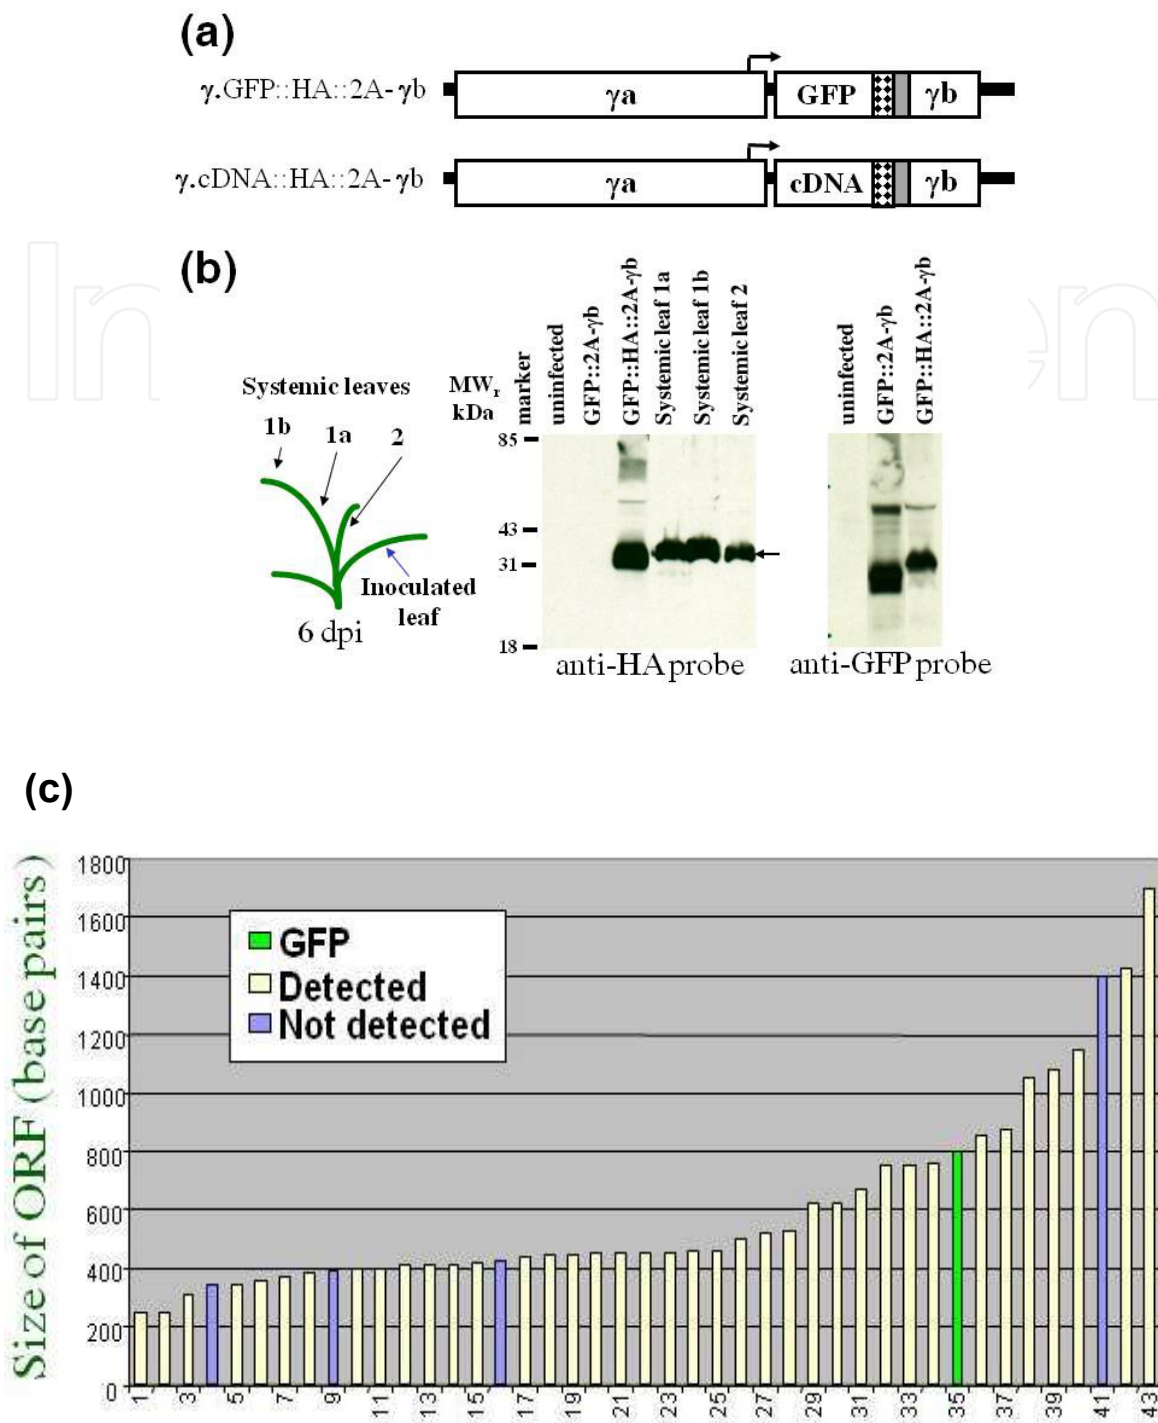 (a)
γ.GFP::HA::2A-γb
γa
GFP
γb
γ.cDNA::HA::2A-γb
γa
cDNA
γb
(b)
Systemic leaves
1b
1a
2
Inoculated
leaf
6 dpi
MWr
kDa
marker
uninfected
GFP::2A-γb
GFP::HA::2A-γb
Systemic leaf 1a
Systemic leaf 1b
Systemic leaf 2
85
43
31
18
anti-HA probe
uninfected
GFP::2A-γb
GFP::HA::2A-γb
anti-GFP probe
(c)
Size of ORF (base pairs)
1800
1600
1400
1200
1000
800
600
400
200
0
GFP
Detected
Not detected
1
3
5
7
9
11
13
15
17
19
21
23
25
27
29
31
33
35
37
39
41
43